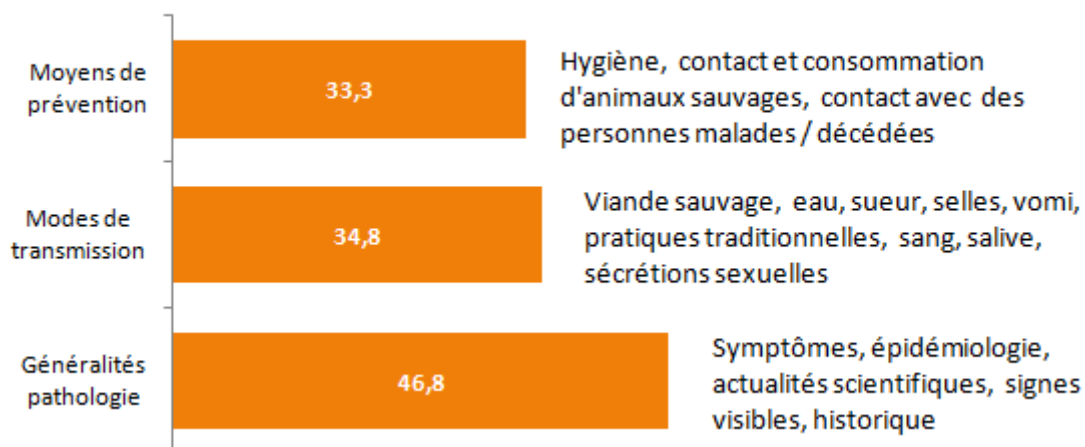 Moyens de
prévention
33,3
Hygiène, contact et consommation
d'animaux sauvages, contact avec des
personnes malades / décédées
Modes de
transmission
34,8
Viande sauvage, eau, sueur, selles, vomi,
pratiques traditionnelles, sang, salive,
sécrétions sexuelles
Généralités
pathologie
46,8
Symptômes, épidémiologie,
actualités scientifiques, signes
visibles, historique